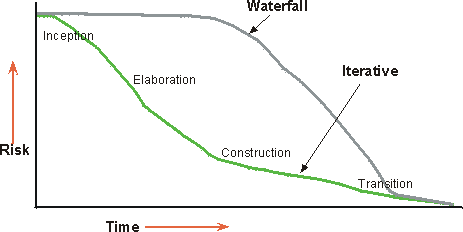 Waterfall
Inception
Iterative
Elaboration
Risk
Construction
Transition
Time